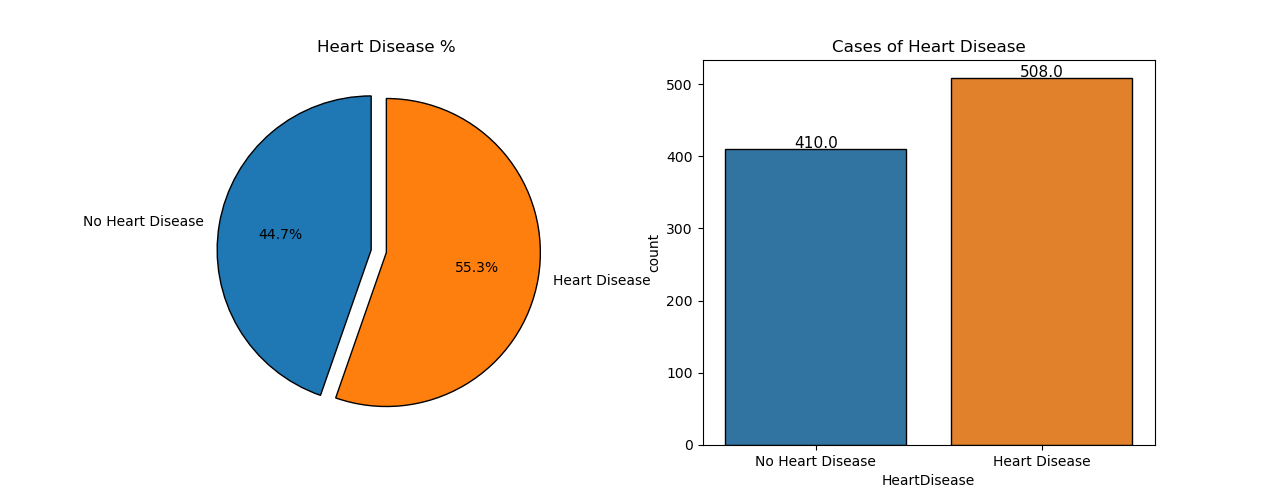 Heart Disease %
No Heart Disease
44.7%
55.3%
Heart Disease
Cases of Heart Disease
508.0
410.0
500
400
300
200
100
0
count
No Heart Disease
Heart Disease
HeartDisease